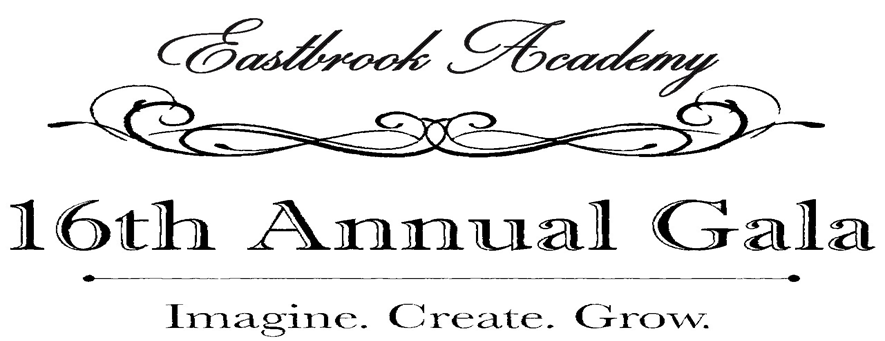 Eastbrook Academy
16th Annual Gala
Imagine. Create. Grow.